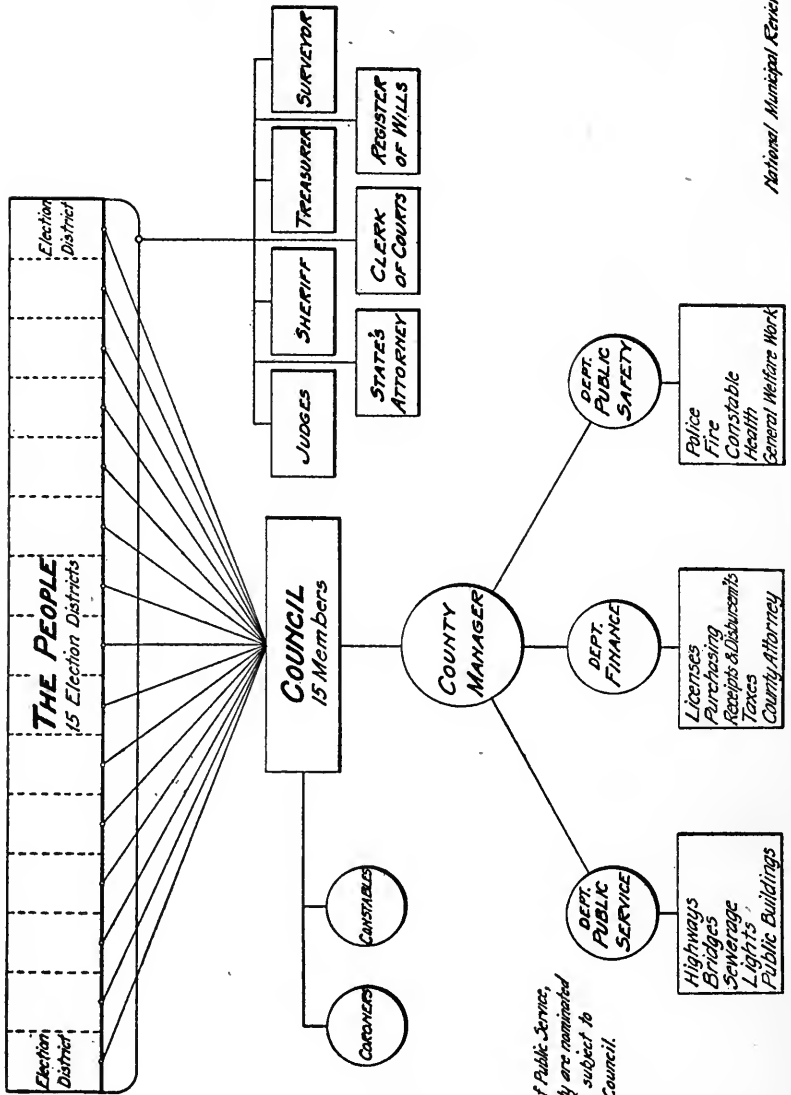 Election
District
THE PEOPLE
15 Election Districts
Election
District
COUNCIL
15 Members
JUDGES
SHERIFF
TREASURER
SURVEYOR
STATE'S
ATTORNEY
CLERK
OF COURTS
REGISTER
OF WILLS
CORONERS
CONSTABLES
COUNTY
MANAGER
DEPT.
PUBLIC
SERVICE
DEPT.
FINANCE
DEPT.
PUBLIC
SAFETY
Highways
Bridges
Sewerage
Lights
Public Buildings
Licenses
Purchasing
Receipts & Disbursem'ts
Taxes
County Attorney
Police
Fire
Constable
Health
General Welfare Work
Public Service,
are nominated
subject to
Council.
National Municipal Review